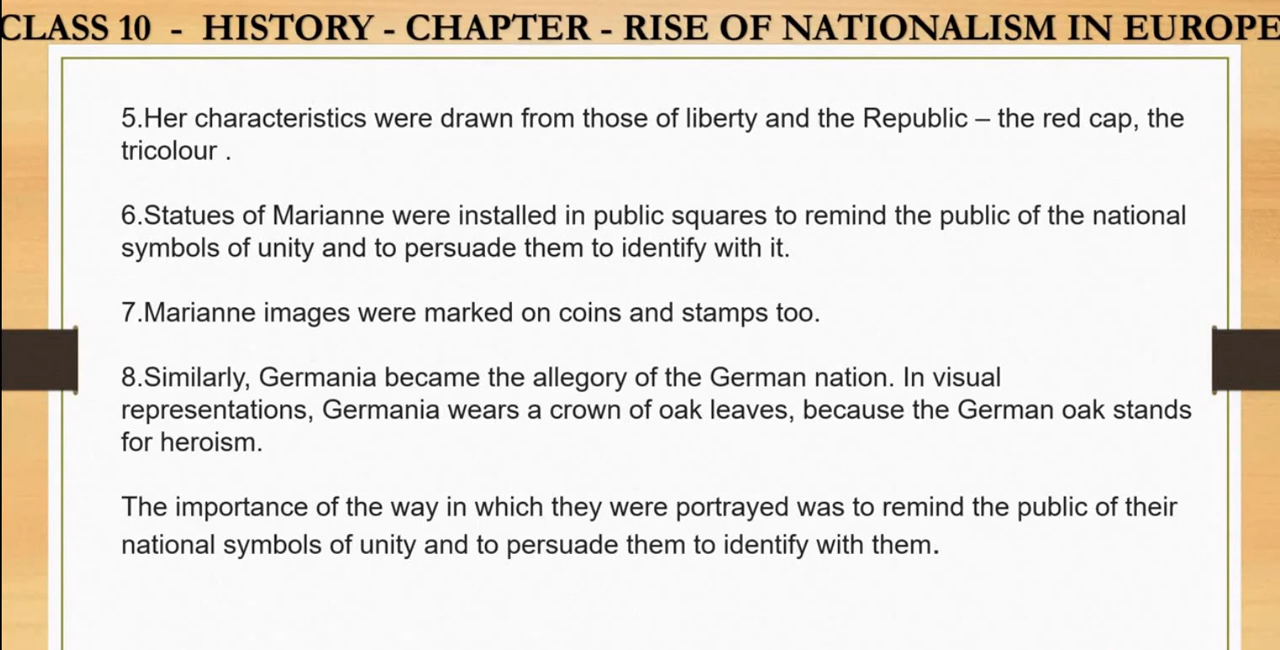 CLASS 10 - HISTORY - CHAPTER - RISE OF NATIONALISM IN EUROPE
5.Her characteristics were drawn from those of liberty and the Republic – the red cap, the
tricolour .
6.Statues of Marianne were installed in public squares to remind the public of the national
symbols of unity and to persuade them to identify with it.
7.Marianne images were marked on coins and stamps too.
8.Similarly, Germania became the allegory of the German nation. In visual
representations, Germania wears a crown of oak leaves, because the German oak stands
for heroism.
The importance of the way in which they were portrayed was to remind the public of their
national symbols of unity and to persuade them to identify with them.